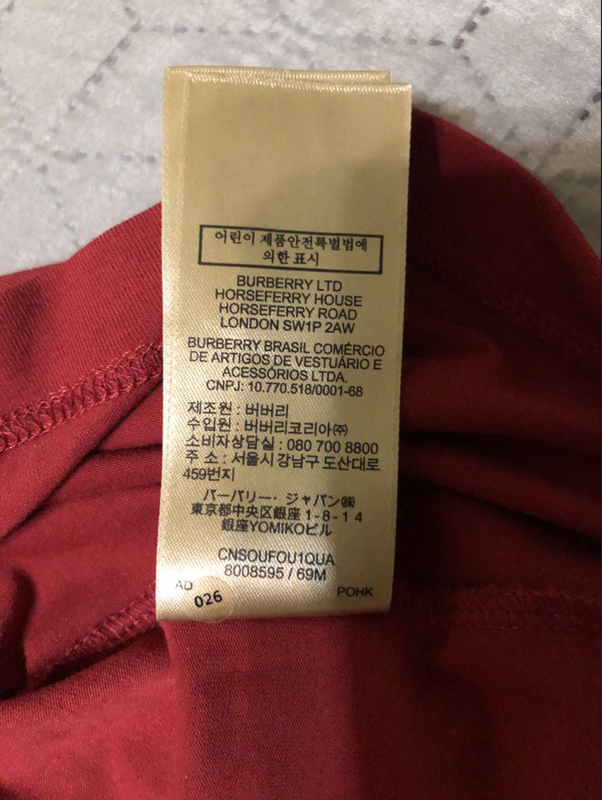 어린이 제품안전특별법에
의한 표시
BURBERRY LTD
HORSEFERRY HOUSE
HORSEFERRY ROAD
LONDON SW1P 2AW
BURBERRY BRASIL COMÉRCIO
DE ARTIGOS DE VESTUÁRIO E
ACESSÓRIOS LTDA.
CNPJ: 10.770.518/0001-68
제조원 : 버버리
수입원 : 버버리코리아㈜
소비자상담실 : 080 700 8800
주 소 : 서울시 강남구 도산대로
459번지
バーバリー・ジャパン㈱
東京都中央区銀座 1-8-14
銀座YOMIKOビル
CNSOUFOU1QUA
8008595 / 69M
AD
026
POHK